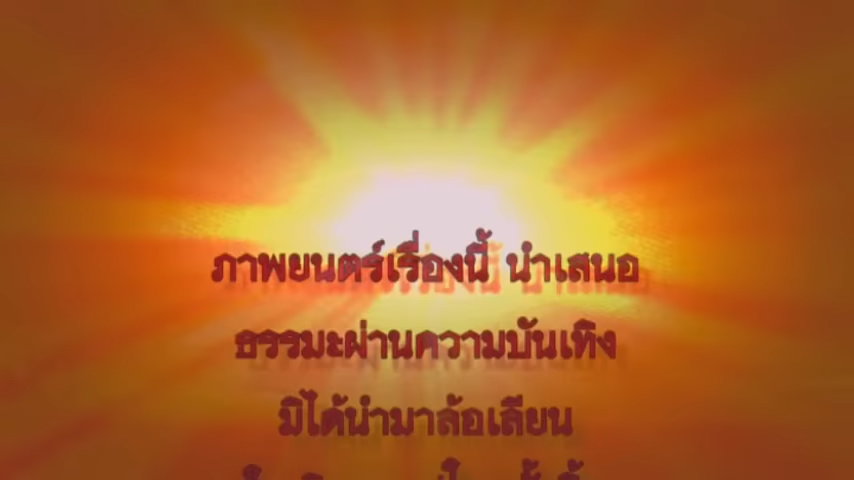 ภาพยนตร์เรื่องนี้ นำเสนอ
ธรรมะผ่านความบันเทิง
มิได้นำมาล้อเลียน